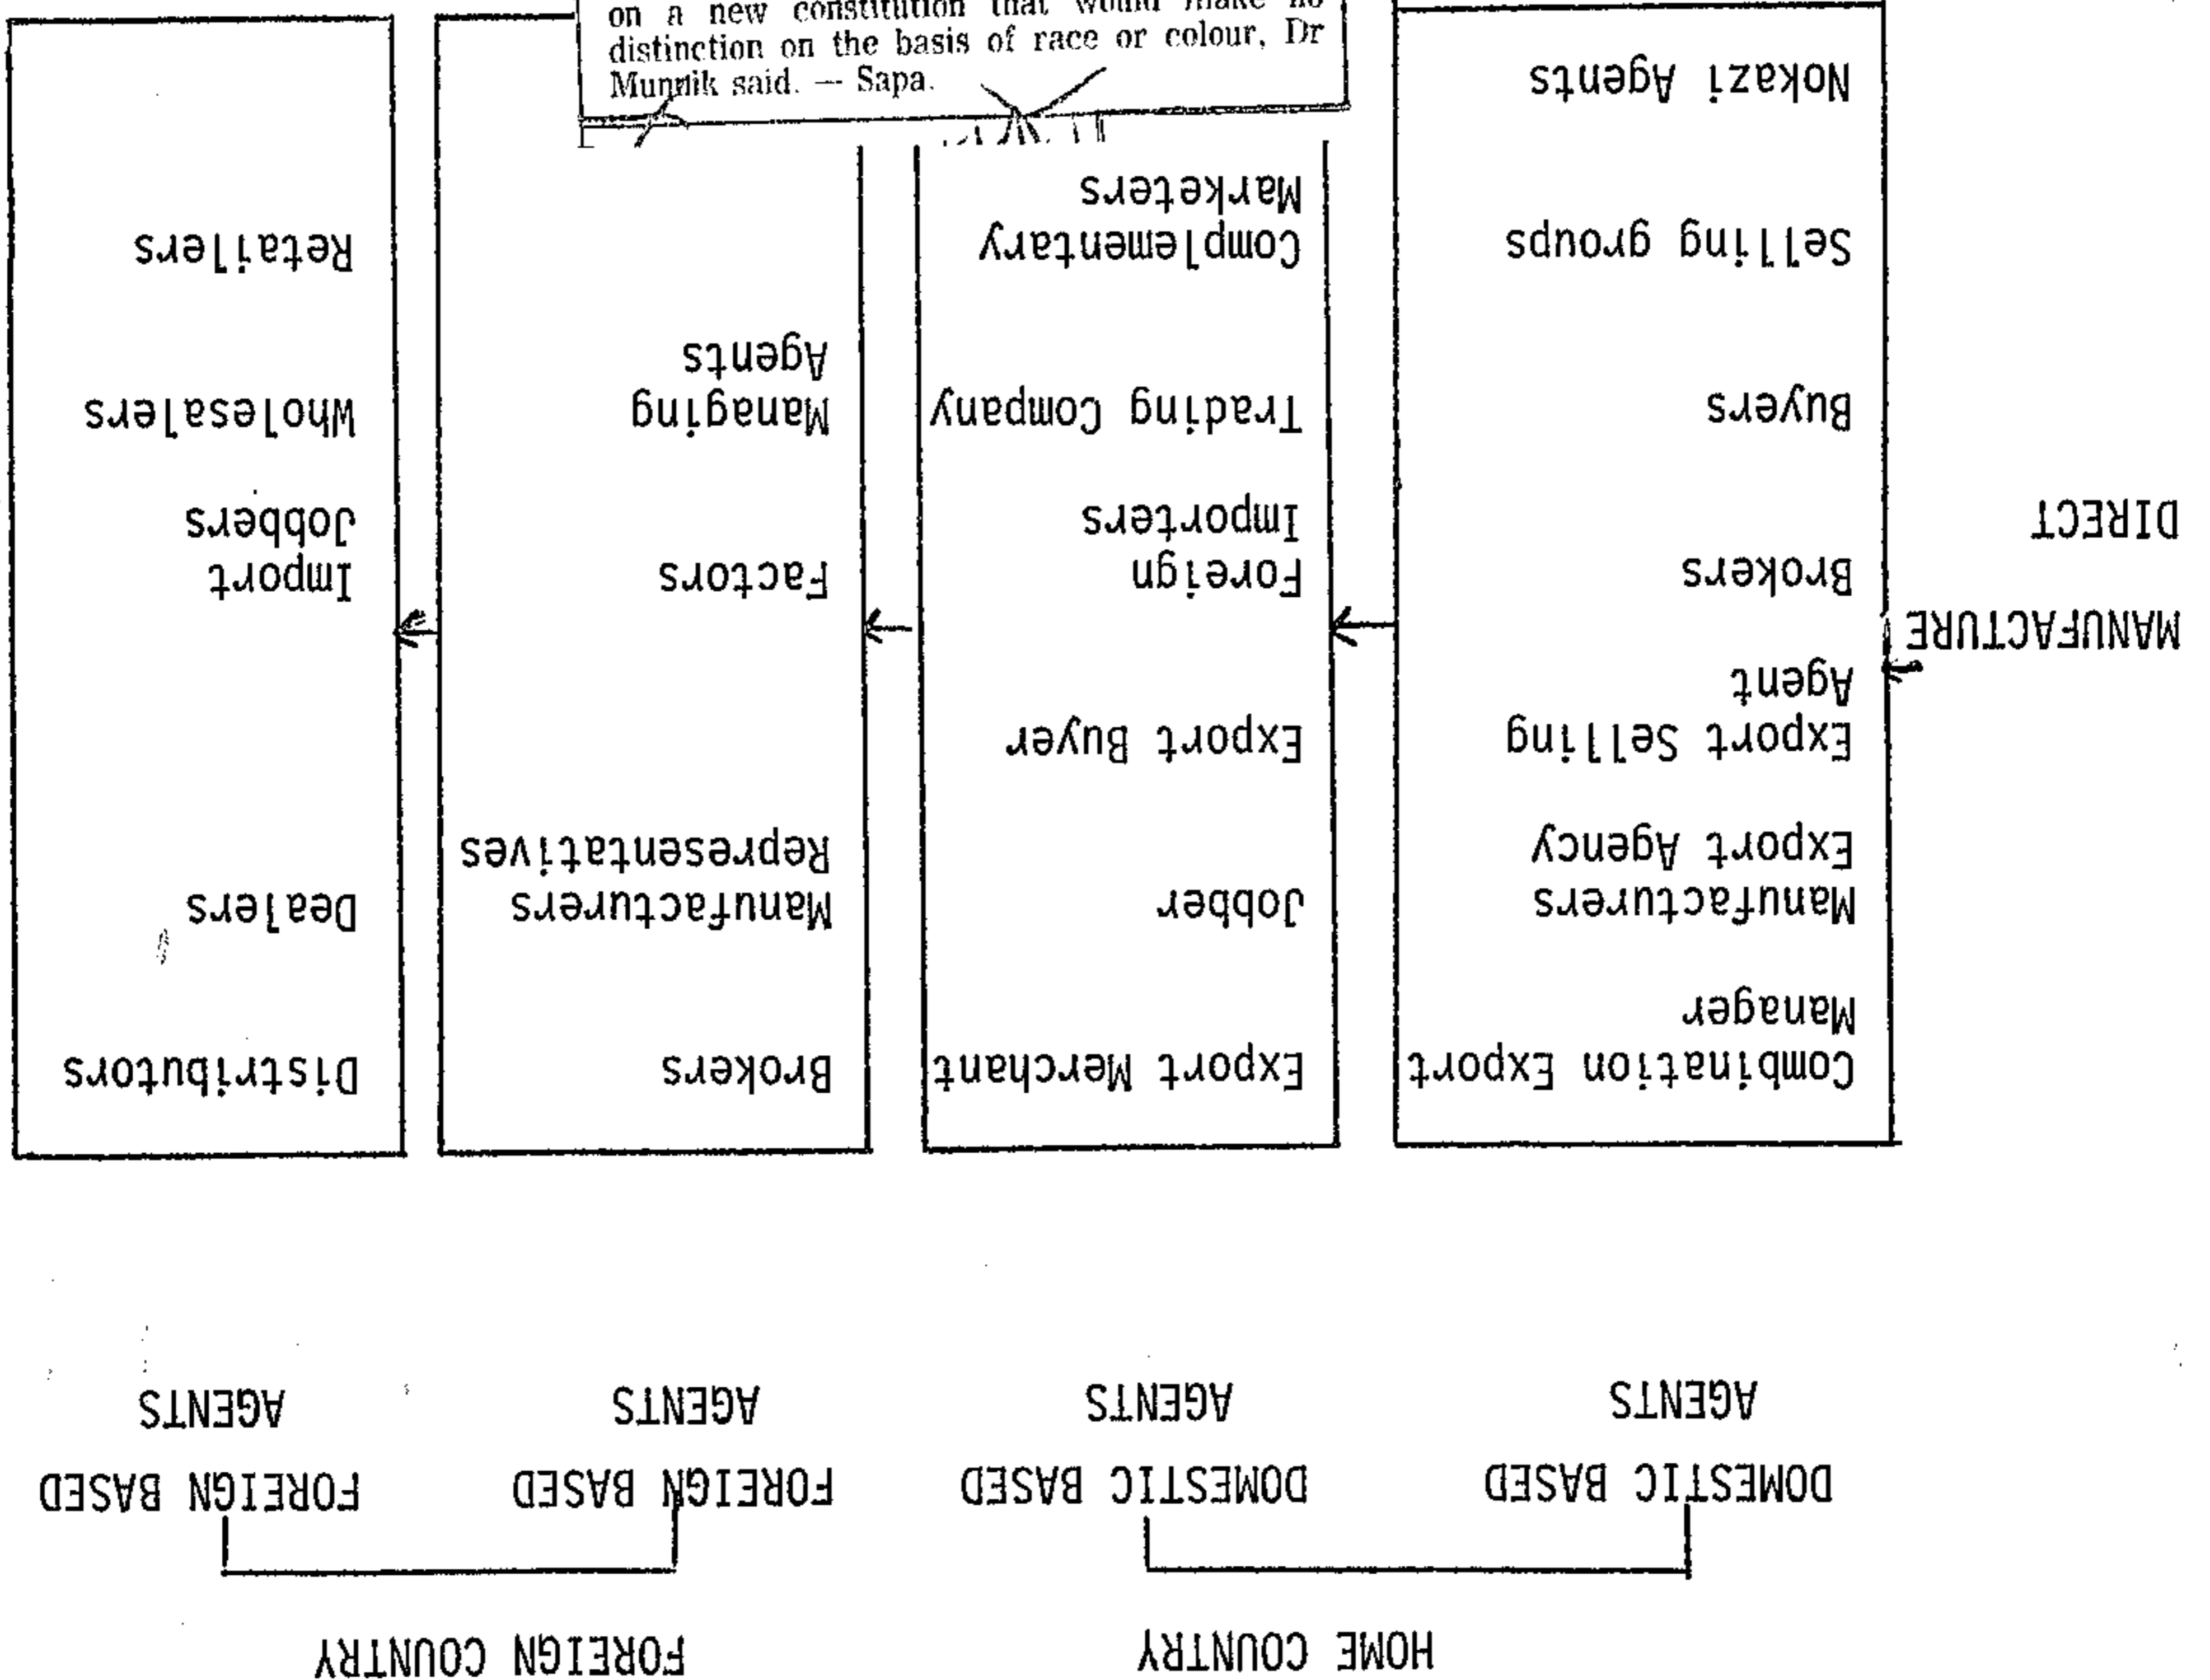 HOME COUNTRY
FOREIGN COUNTRY
DOMESTIC BASED
AGENTS
DOMESTIC BASED
AGENTS
FOREIGN BASED
AGENTS
FOREIGN BASED
AGENTS
MANUFACTURE
DIRECT
Combination Export
Manager
Manufacturers
Export Agency
Export Selling
Agent
Brokers
Buyers
Selling groups
Nokazi Agents
Export Merchant
Jobber
Export Buyer
Foreign
Importers
Trading Company
Complementary
Marketers
Brokers
Manufacturers
Representatives
Factors
Managing
Agents
Distributors
Dealers
Import
Jobbers
Wholesalers
Retailers
on a new constitution that would make no
distinction on the basis of race or colour, Dr
Munnik said. — Sapa.